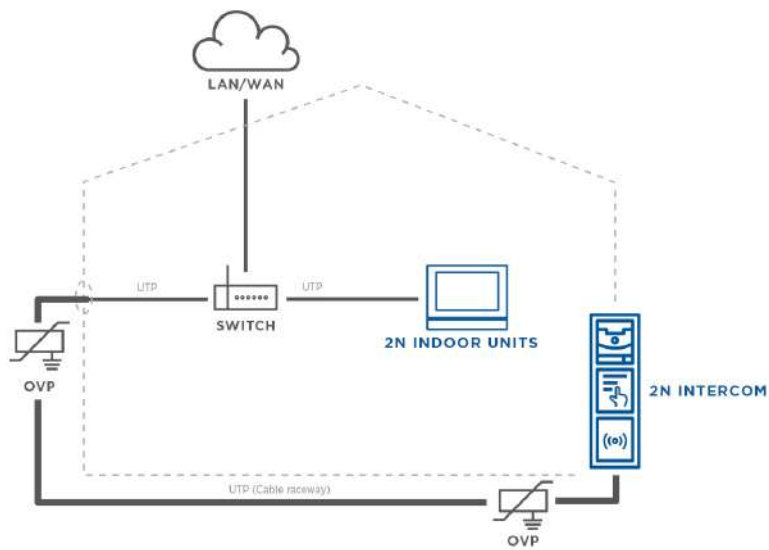 LAN/WAN
UTP
UTP
SWITCH
2N INDOOR UNITS
OVP
2N INTERCOM
UTP (Cable raceway)
OVP